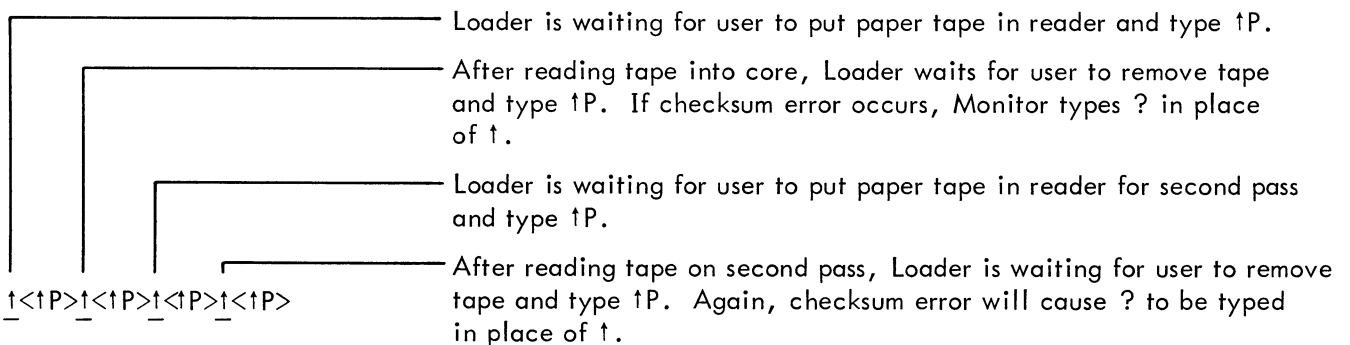 Loader is waiting for user to put paper tape in reader and type ↑P.
After reading tape into core, Loader waits for user to remove tape
and type ↑P. If checksum error occurs, Monitor types ? in place
of ↑.
Loader is waiting for user to put paper tape in reader for second pass
and type ↑P.
After reading tape on second pass, Loader is waiting for user to remove
tape and type ↑P. Again, checksum error will cause ? to be typed
in place of ↑.
↑<↑P>↑<↑P>↑<↑P>↑<↑P>